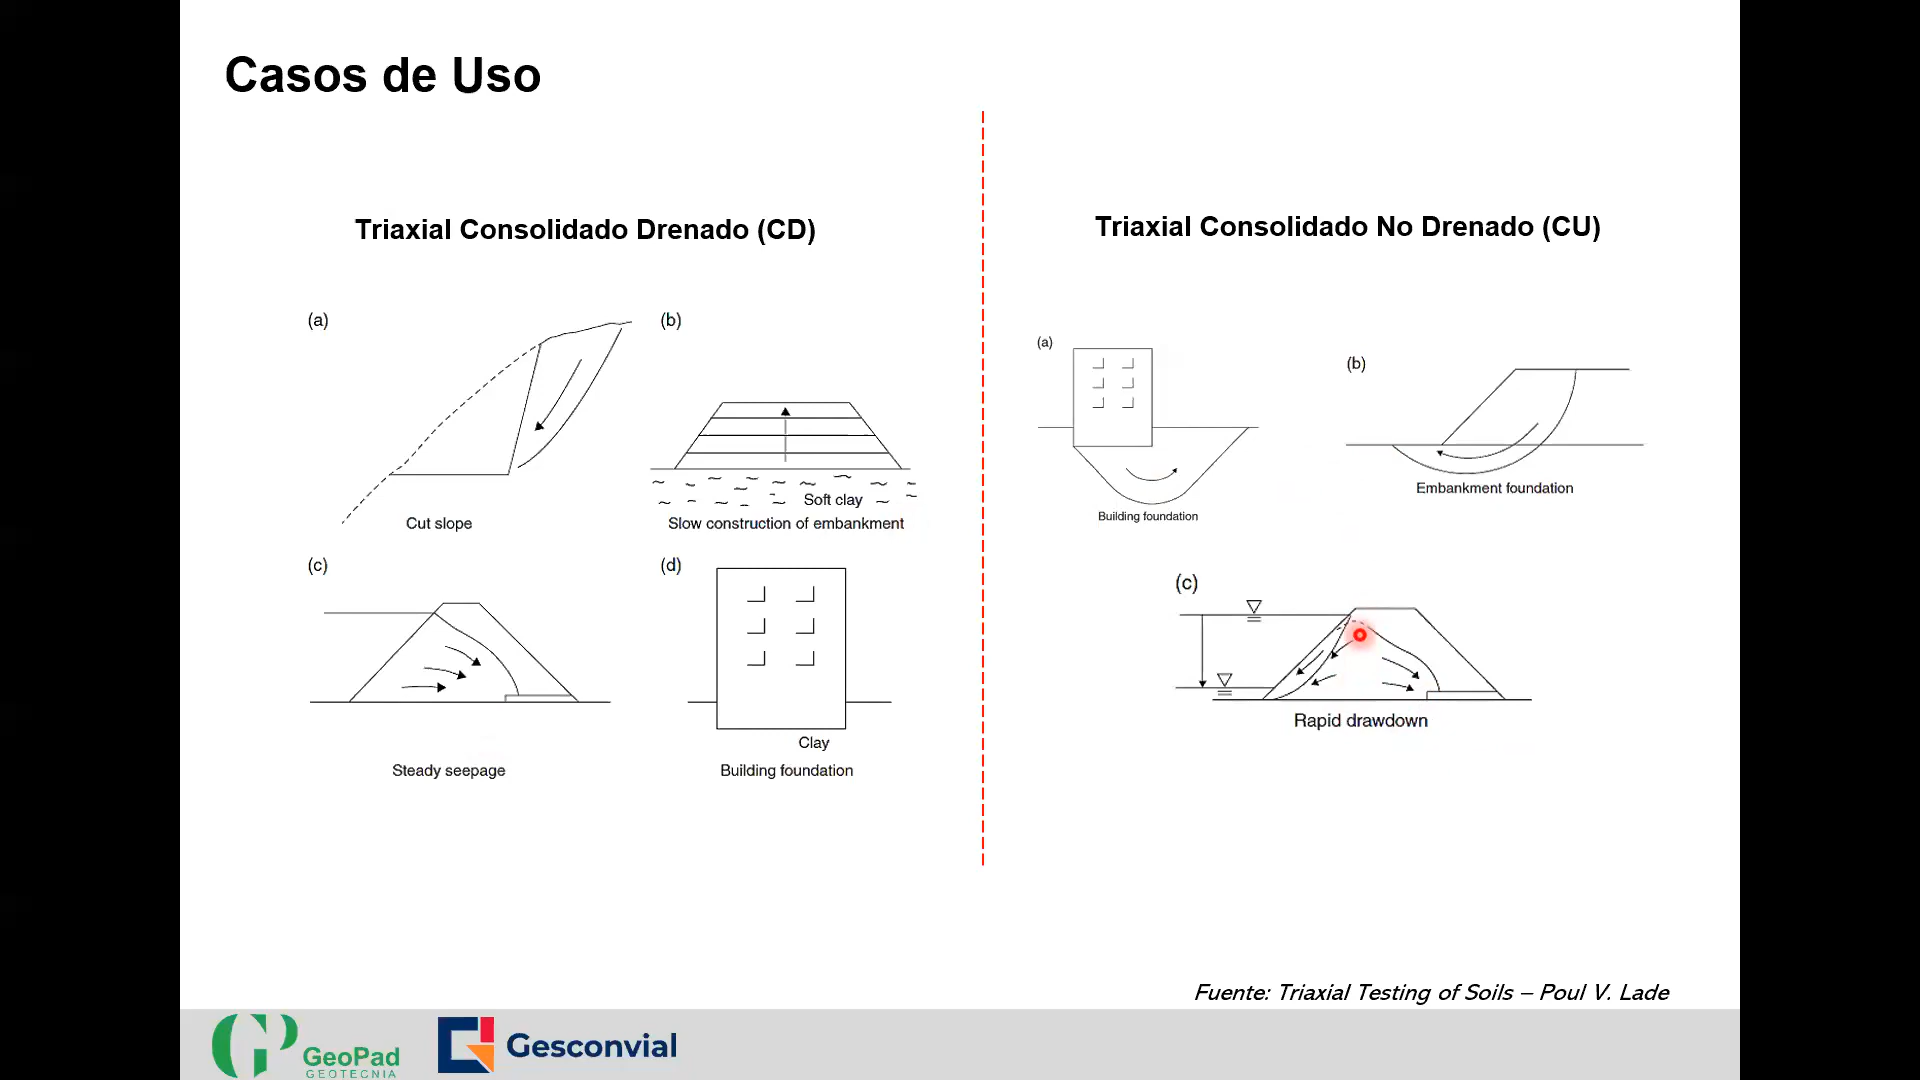 Casos de Uso
Triaxial Consolidado Drenado (CD)
(a)
Cut slope
(b)
Soft clay
Slow construction of embankment
(c)
Steady seepage
(d)
Clay
Building foundation
Triaxial Consolidado No Drenado (CU)
(a)
Building foundation
(b)
Embankment foundation
(c)
Rapid drawdown
Fuente: Triaxial Testing of Soils – Poul V. Lade
GP
GeoPad
GEOTECNIA
Gesconvial